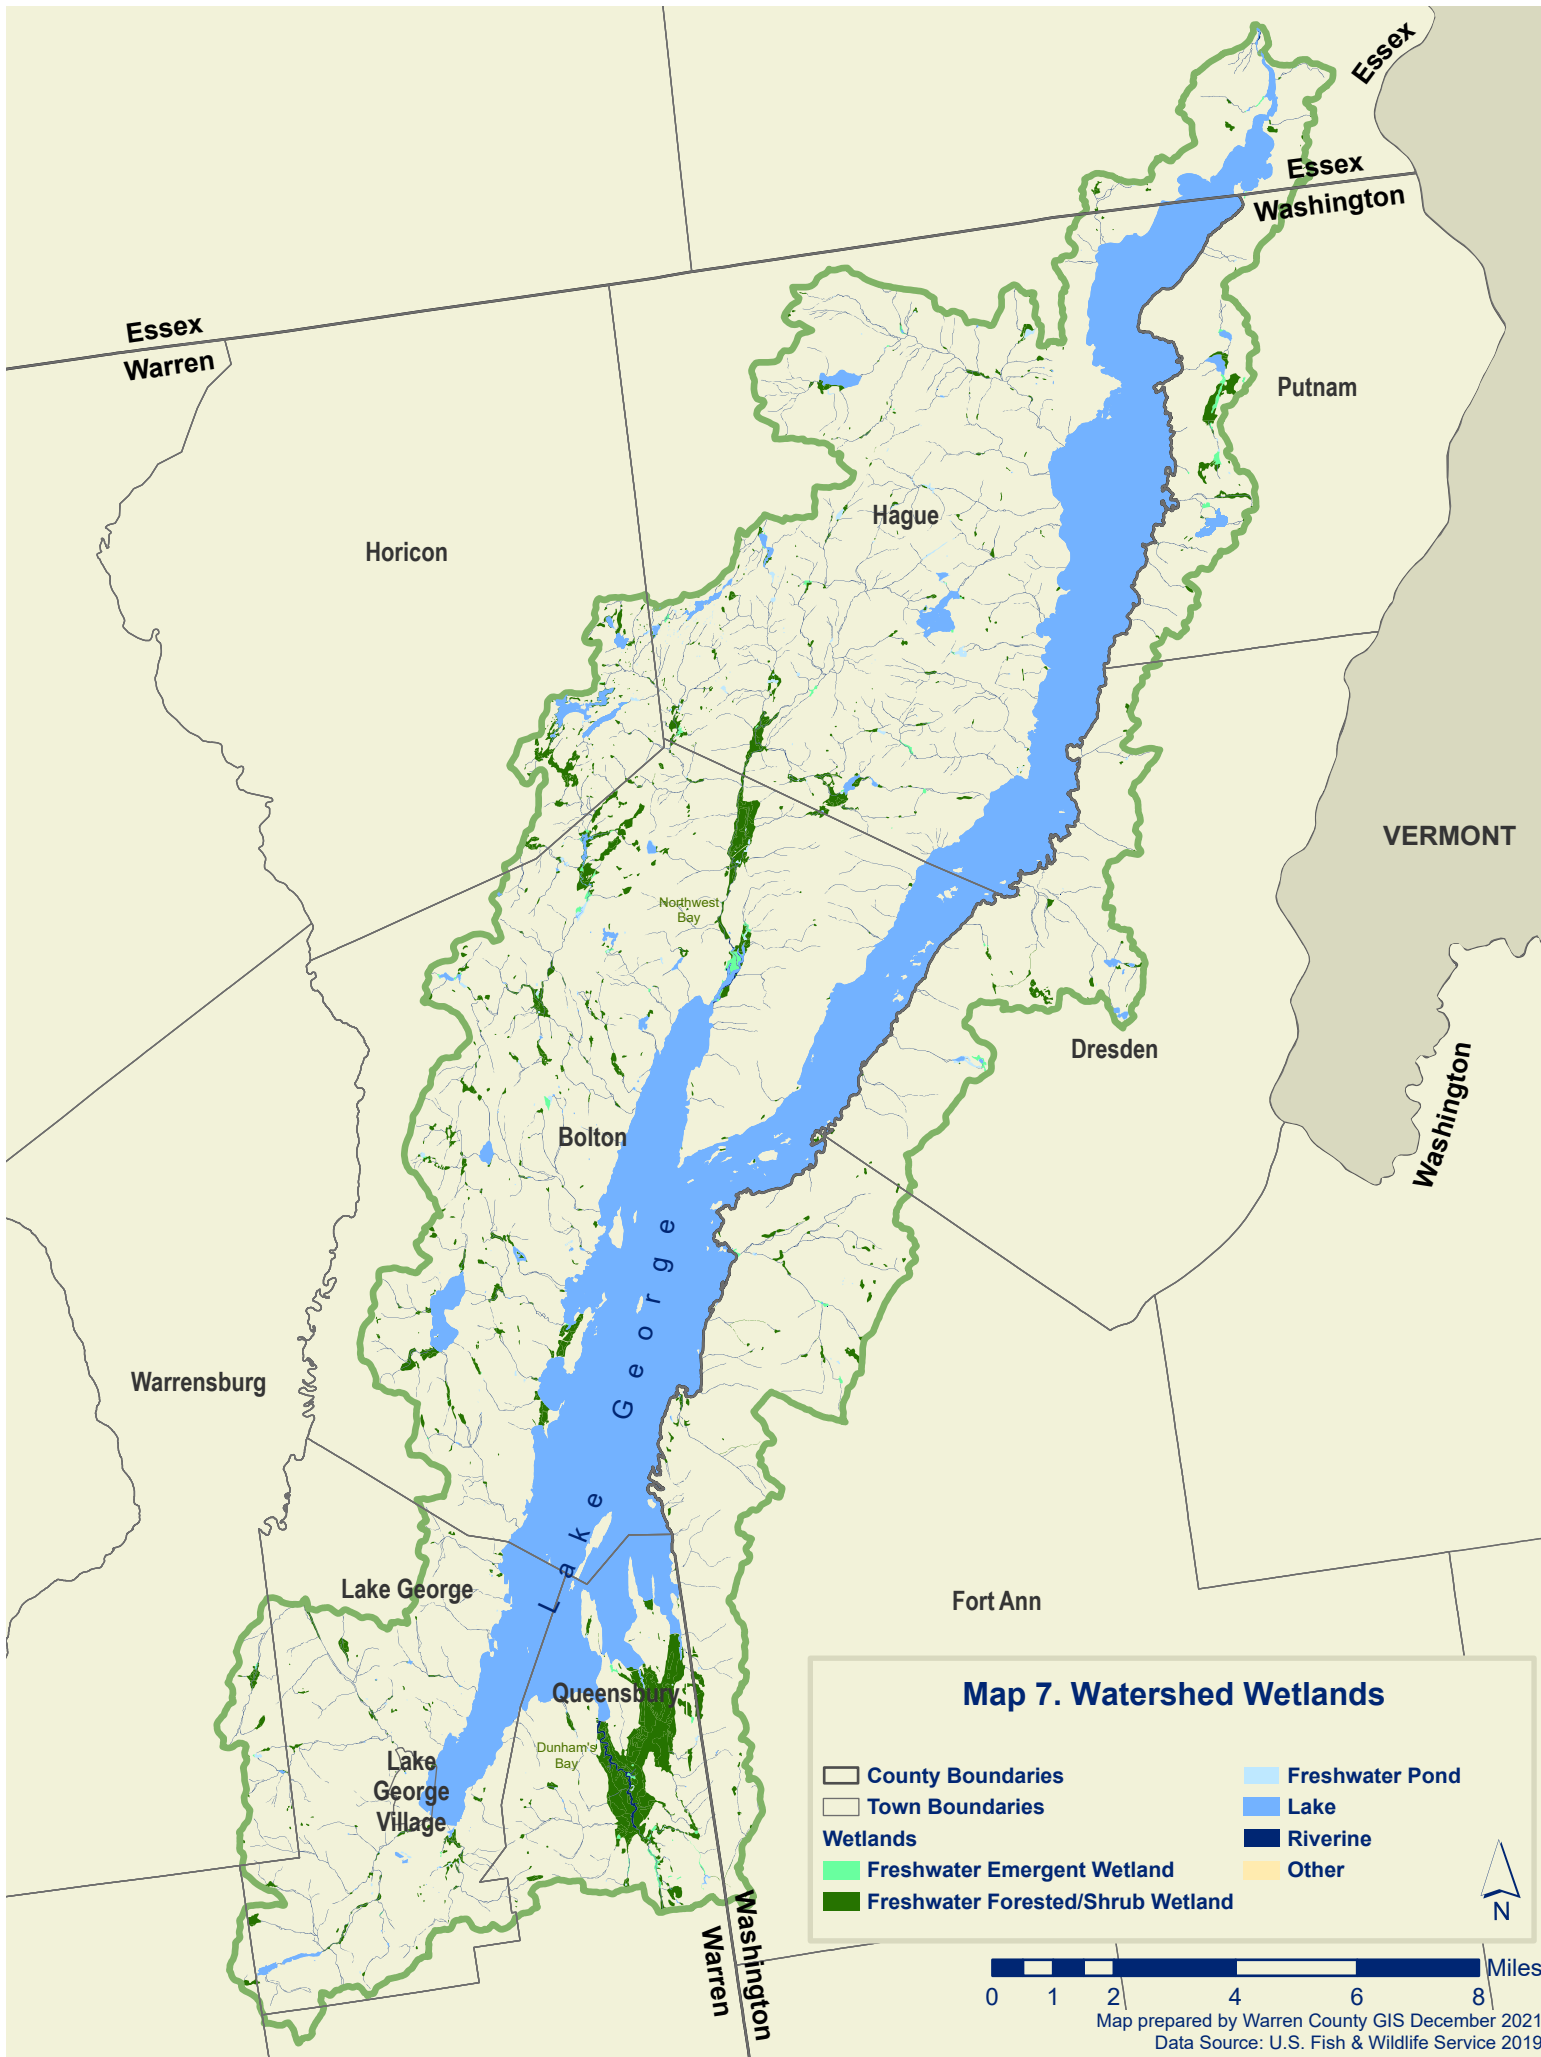 Essex
Essex
Washington
Essex
Warren
Putnam
Hague
Horicon
VERMONT
Northwest
Bay
Dresden
Washington
Bolton
Lake George
Warrensburg
Lake George
Fort Ann
Queensbury
Dunham's
Bay
Lake
George
Village
Washington
Warren
Map 7. Watershed Wetlands
County Boundaries
Town Boundaries
Wetlands
Freshwater Emergent Wetland
Freshwater Forested/Shrub Wetland
Freshwater Pond
Lake
Riverine
Other
N
Miles
0 1 2 4 6 8
Map prepared by Warren County GIS December 2021
Data Source: U.S. Fish & Wildlife Service 2019